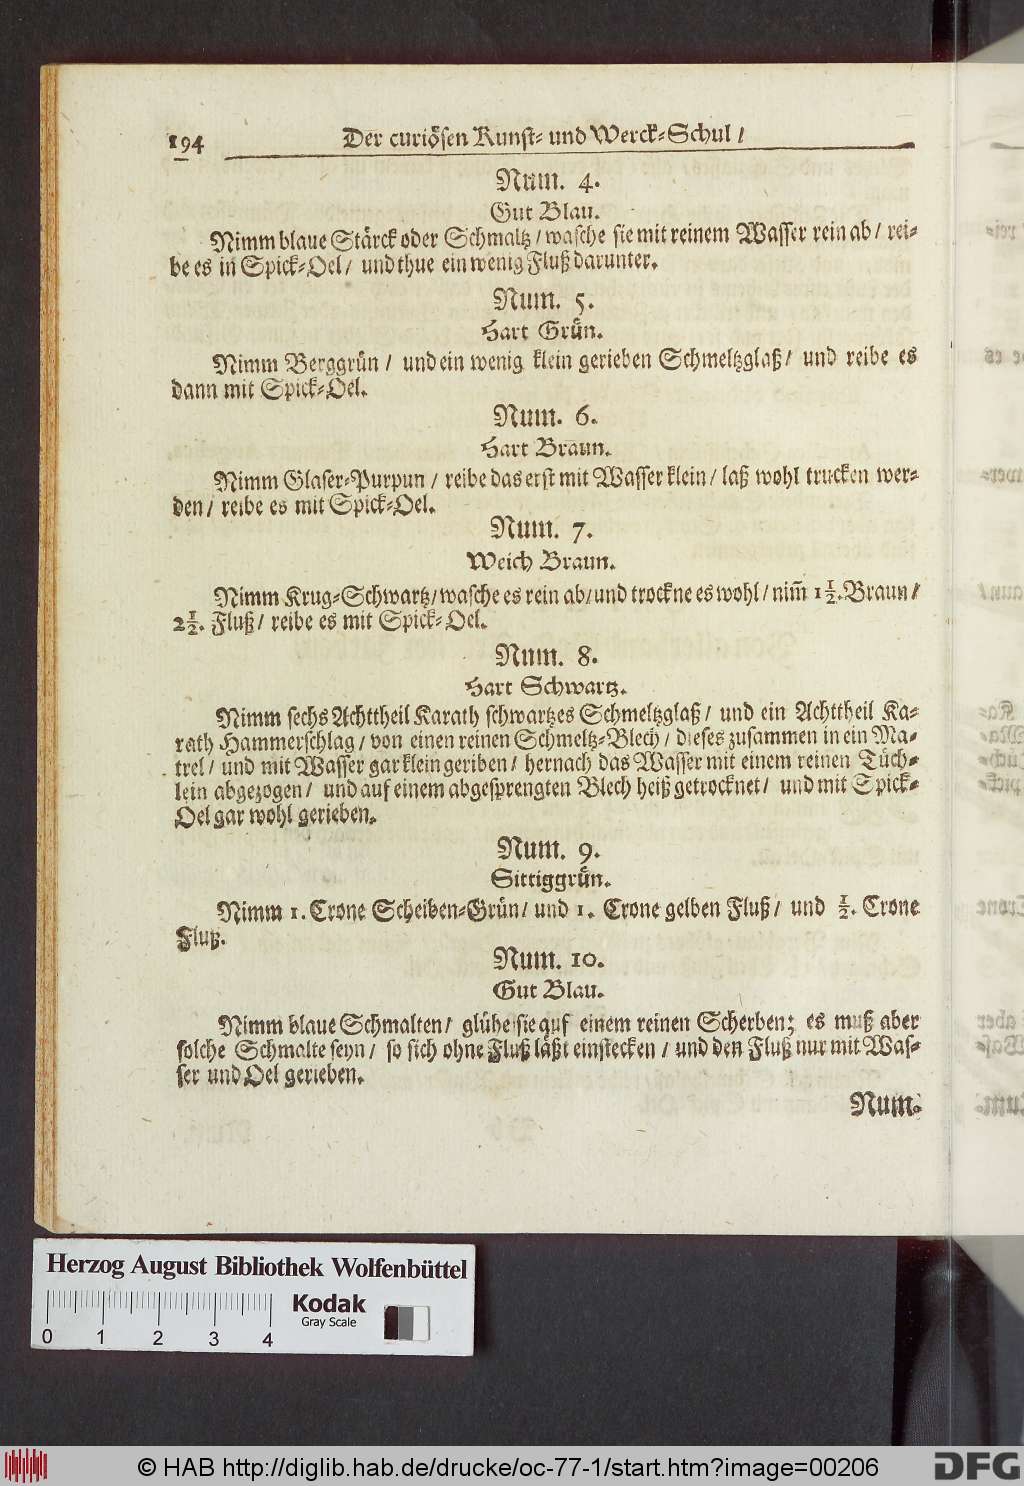 194 Der curiösen Kunst- und Werck-Schul /
Num. 4.
Gut Blau.
Nimm blaue Stärck oder Schmaltz / wasche sie mit reinem Wasser rein ab / rei-
be es in Spick-Oel / und thue ein wenig Fluß darunter.
Num. 5.
Hart Grün.
Nimm Berggrün / und ein wenig klein gerieben Schmeltzglaß / und reibe es
dann mit Spick-Oel.
Num. 6.
Hart Braun.
Nimm Glaser-Purpun / reibe das erst mit Wasser klein / laß wohl trucken wer-
den / reibe es mit Spick-Oel.
Num. 7.
Weich Braun.
Nimm Krug-Schwartz / wasche es rein ab / und trockne es wohl / nim̄ 1 1/2. Braun /
2 1/2. Fluß / reibe es mit Spick-Oel.
Num. 8.
Hart Schwartz.
Nimm sechs Achttheil Karath schwartzes Schmeltzglaß / und ein Achttheil Ka-
rath Hammerschlag / von einen reinen Schmeltz-Blech / dieses zusammen in ein Ma-
trel / und mit Wasser gar klein geriben / hernach das Wasser mit einem reinen Tüch-
lein abgezogen / und auf einem abgesprengten Blech heiß getrocknet / und mit Spick-
Oel gar wohl gerieben.
Num. 9.
Sittiggrün.
Nimm 1. Crone Scheiben-Grün / und 1. Crone gelben Fluß / und 1/2. Crone
Fluß.
Num. 10.
Gut Blau.
Nimm blaue Schmalten / glühe sie auf einem reinen Scherben; es muß aber
solche Schmalte seyn / so sich ohne Fluß läßt einstecken / und den Fluß nur mit Was-
ser und Oel gerieben.
Num.
Herzog August Bibliothek Wolfenbüttel
Kodak
Gray Scale
0 1 2 3 4
© HAB http://diglib.hab.de/drucke/oc-77-1/start.htm?image=00206
DFG